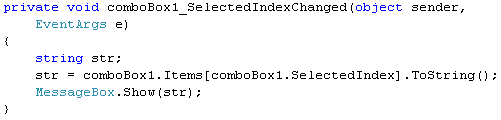 private void comboBox1_SelectedIndexChanged(object sender,
    EventArgs e)
{
    string str;
    str = comboBox1.Items[comboBox1.SelectedIndex].ToString();
    MessageBox.Show(str);
}